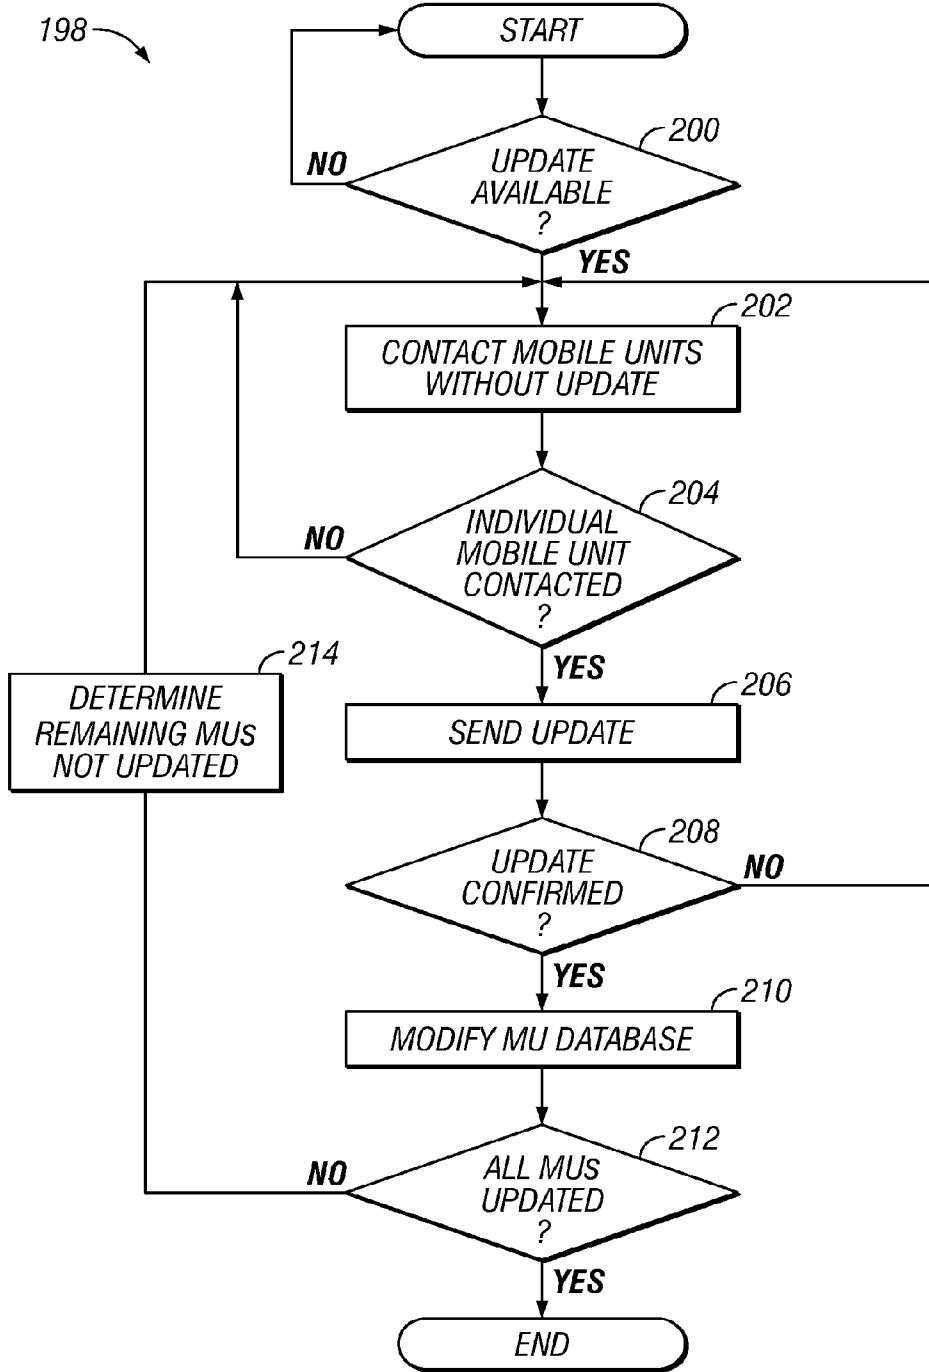 198
START
200
UPDATE
AVAILABLE
?
NO
YES
202
CONTACT MOBILE UNITS
WITHOUT UPDATE
204
INDIVIDUAL
MOBILE UNIT
CONTACTED
?
NO
YES
214
DETERMINE
REMAINING MUs
NOT UPDATED
206
SEND UPDATE
208
UPDATE
CONFIRMED
?
NO
YES
210
MODIFY MU DATABASE
212
ALL MUs
UPDATED
?
NO
YES
END